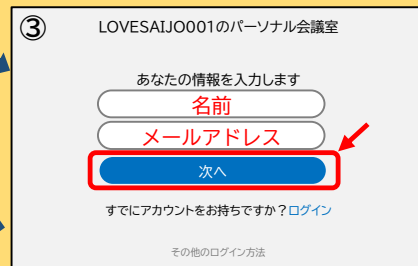 ③
LOVESAIJO001のパーソナル会議室
あなたの情報を入力します
名前
メールアドレス
次へ
すでにアカウントをお持ちですか？ログイン
その他のログイン方法